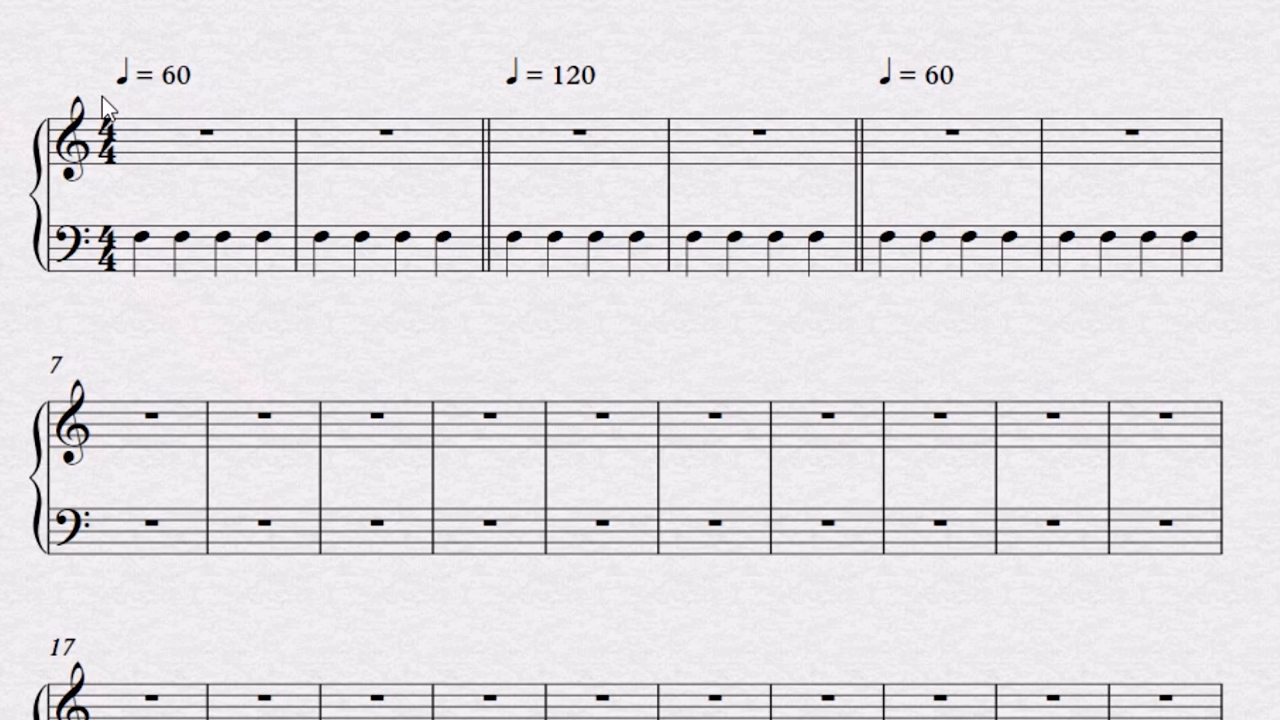 ♩ = 60 ♩ = 120 ♩ = 60
4 4
4 4
7
17